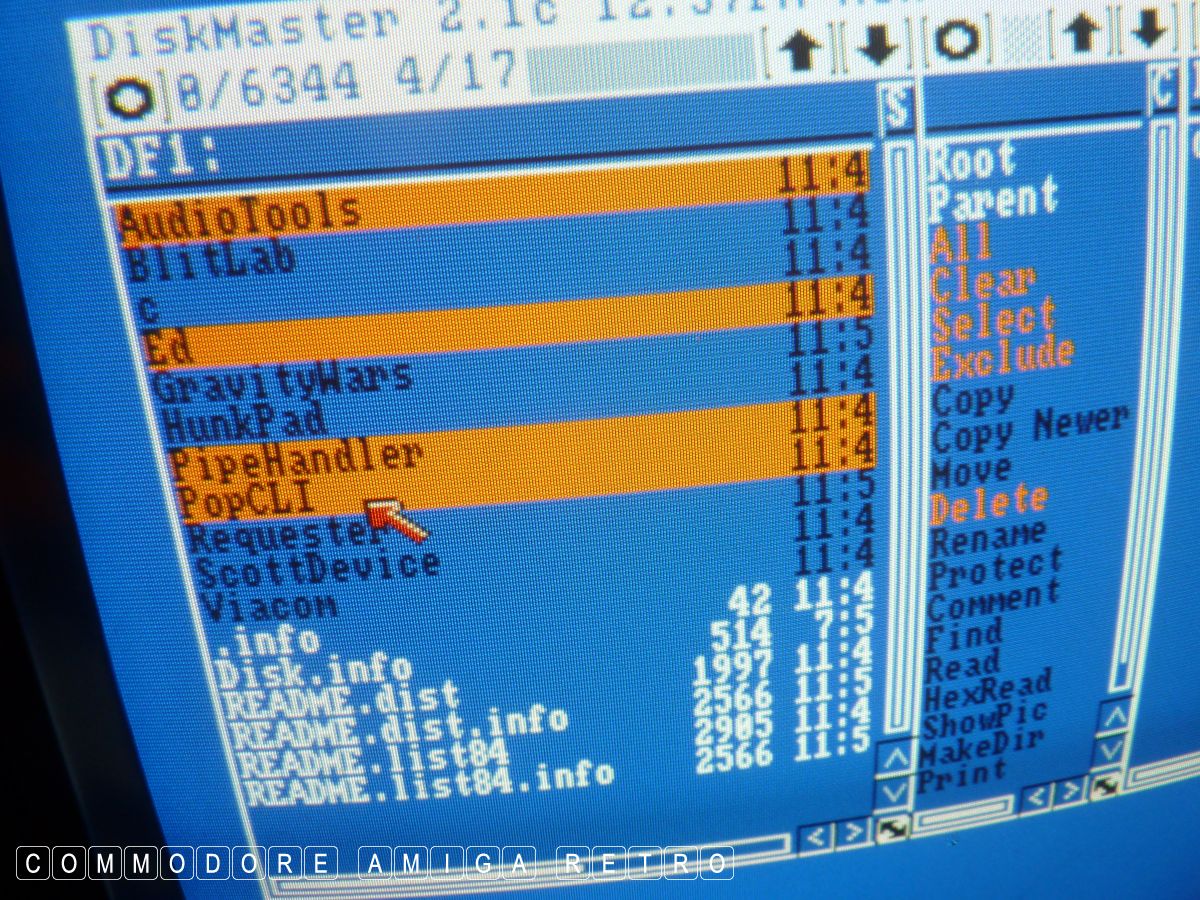 DiskMaster 2.1c
0/6344 4/17
S
C
DF1:
AudioTools 11:4
BlitLab 11:4
c 11:4
Ed 11:4
GravityWars 11:5
HunkPad 11:4
PipeHandler 11:4
PopCLI 11:4
Requester 11:5
ScottDevice 11:4
Viacom 11:4
.info 42 11:4
Disk.info 514 7:5
README.dist 1997 11:4
README.dist.info 2566 11:5
README.list84 2905 11:4
README.list84.info 2566 11:5
Root
Parent
All
Clear
Select
Exclude
Copy
Copy Newer
Move
Delete
Rename
Protect
Comment
Find
Read
HexRead
ShowPic
MakeDir
Print
COMMODORE AMIGA RETRO